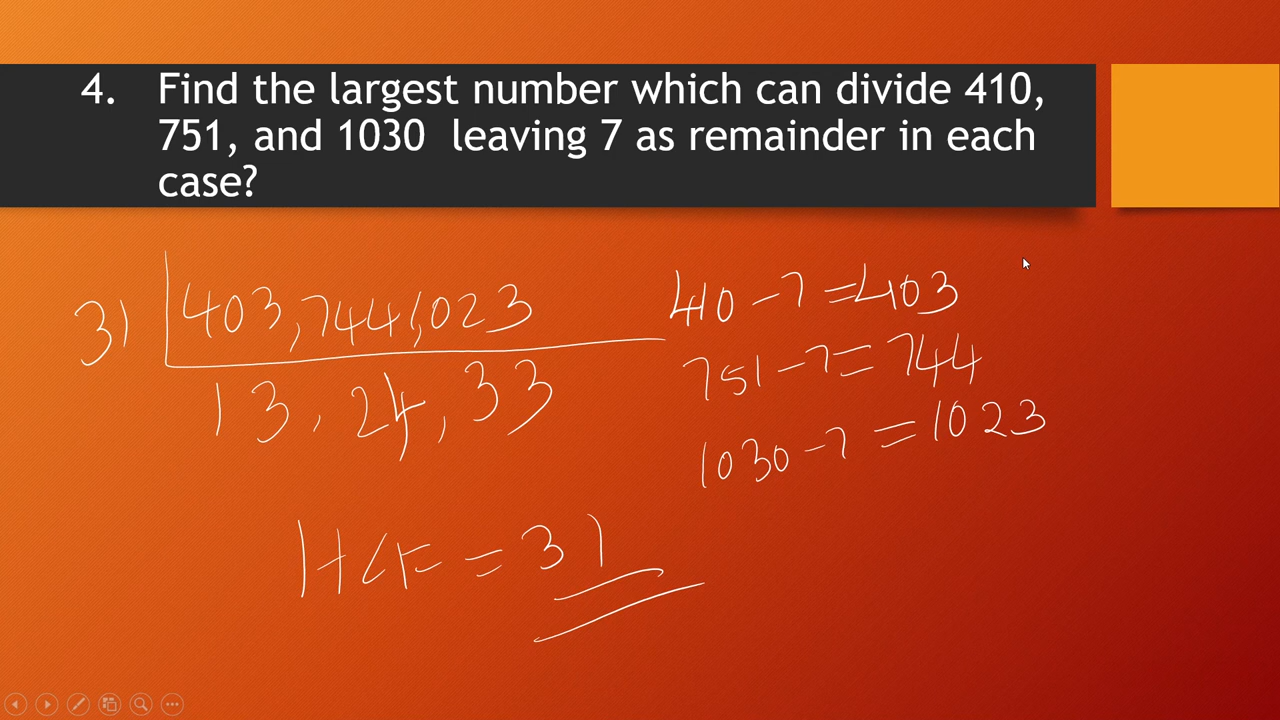 4. Find the largest number which can divide 410,
751, and 1030 leaving 7 as remainder in each
case?
31 403, 744, 1023
13, 24, 33
410 - 7 = 403
751 - 7 = 744
1030 - 7 = 1023
HCF = 31